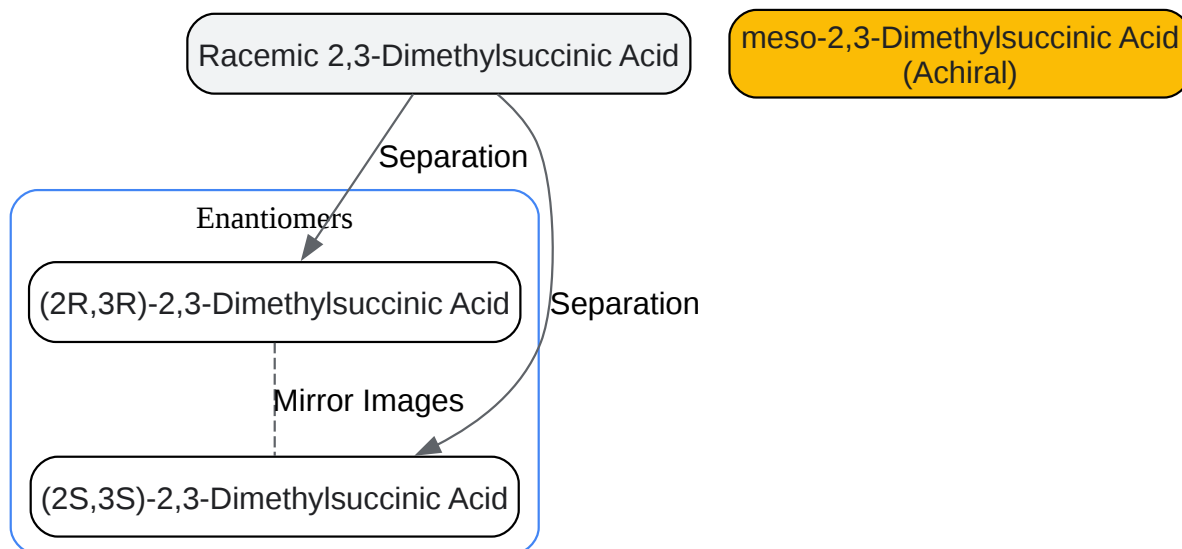 Racemic 2,3-Dimethylsuccinic Acid
meso-2,3-Dimethylsuccinic Acid
(Achiral)
Separation
Enantiomers
(2R,3R)-2,3-Dimethylsuccinic Acid
Separation
Mirror Images
(2S,3S)-2,3-Dimethylsuccinic Acid